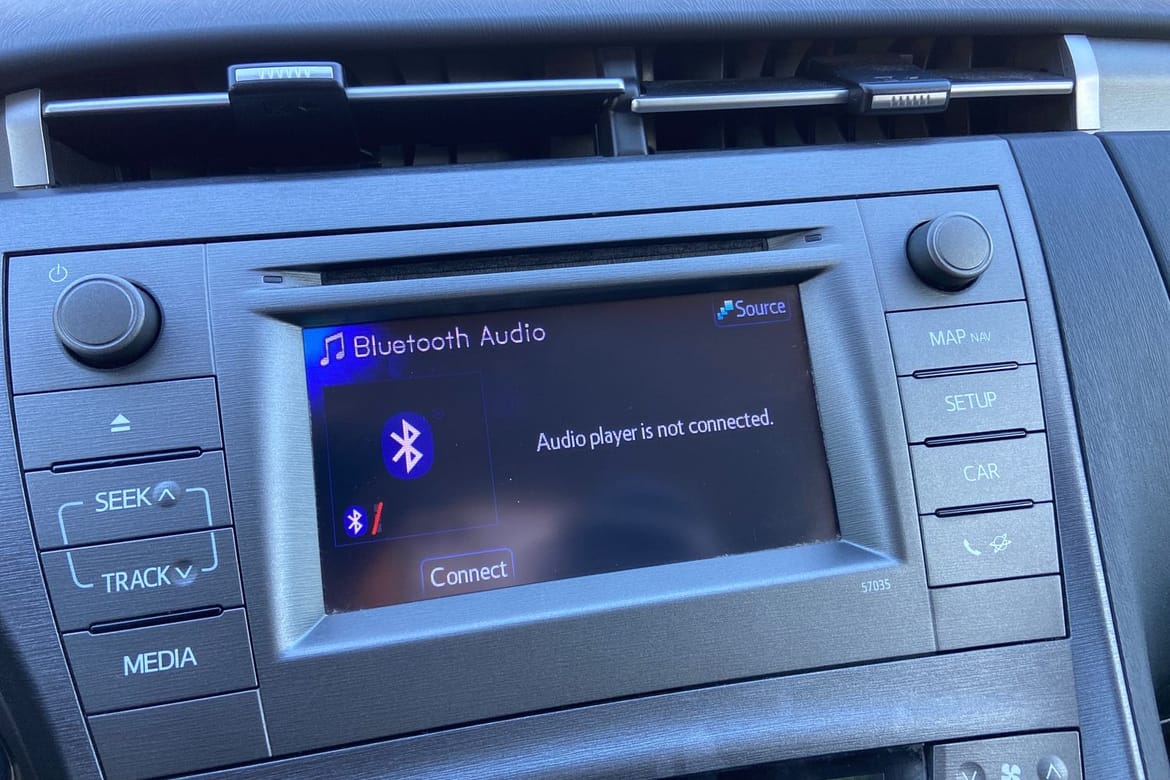 Bluetooth Audio
Source
Audio player is not connected.
Connect
SEEK
TRACK
MEDIA
MAP NAV
SETUP
CAR
57035